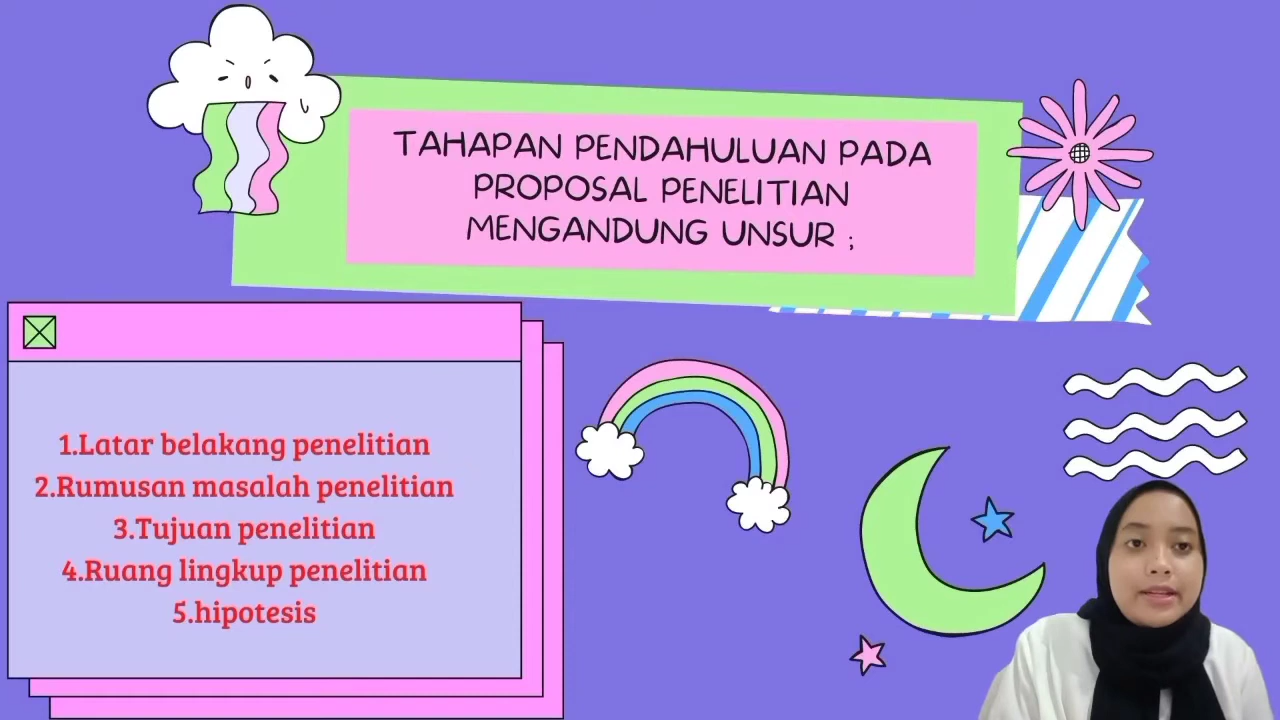 TAHAPAN PENDAHULUAN PADA
PROPOSAL PENELITIAN
MENGANDUNG UNSUR ;
1.Latar belakang penelitian
2.Rumusan masalah penelitian
3.Tujuan penelitian
4.Ruang lingkup penelitian
5.hipotesis